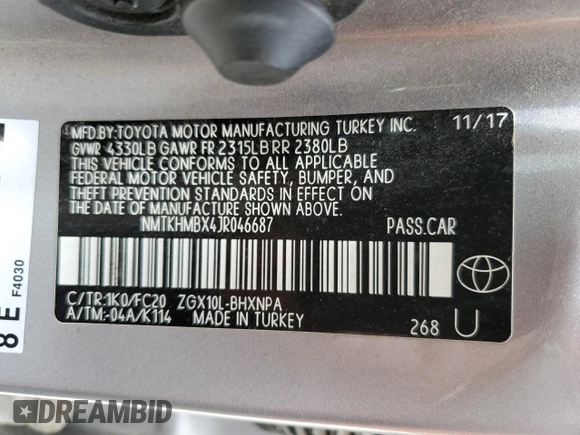 MFD.BY:TOYOTA MOTOR MANUFACTURING TURKEY INC. 11/17
GVWR 4330LB GAWR FR 2315LB RR 2380LB
THIS VEHICLE CONFORMS TO ALL APPLICABLE
FEDERAL MOTOR VEHICLE SAFETY, BUMPER, AND
THEFT PREVENTION STANDARDS IN EFFECT ON THE
DATE OF MANUFACTURE SHOWN ABOVE.
NMTKHMBX4JR046687 PASS.CAR
C/TR:1K0/FC20 ZGX10L-BHXNPA
A/TM:-04A/K114 MADE IN TURKEY 268 U
8 E F4030
DREAMBID